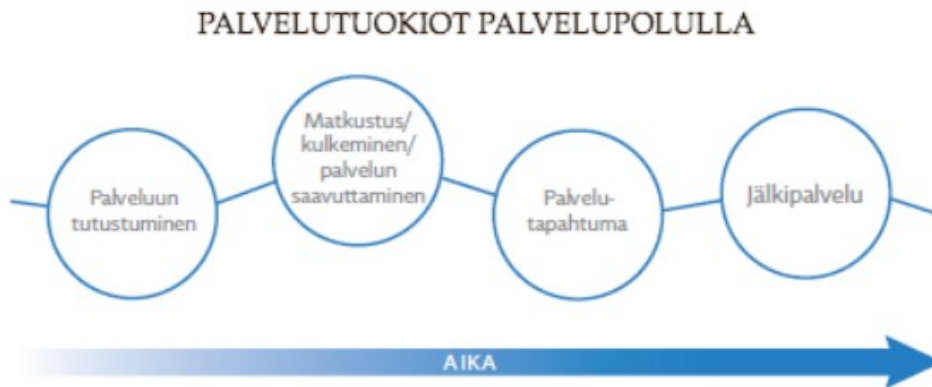 PALVELUTUOKIOT PALVELUPOLULLA
Palveluun
tutustuminen
Matkustus/
kulkeminen/
palvelun
saavuttaminen
Palvelu-
tapahtuma
Jälkipalvelu
AIKA